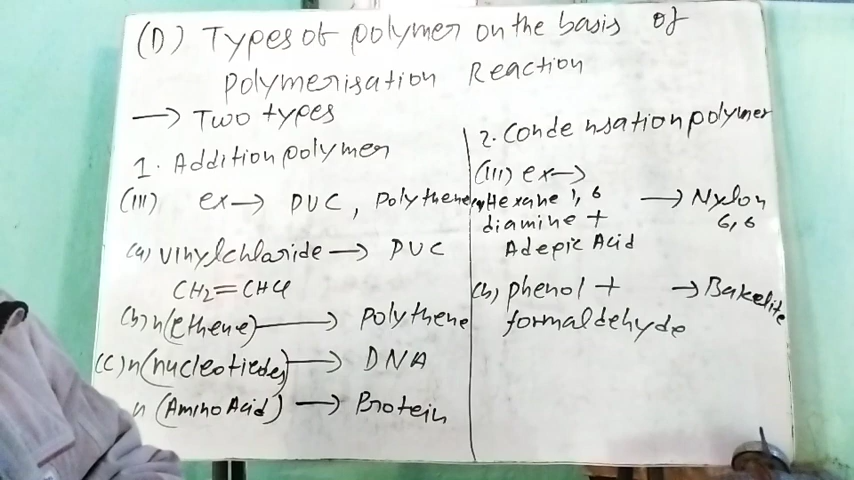 (D) Types of polymer on the basis of
polymerisation Reaction
→ Two types
1. Addition polymer
(III) ex → PVC, polythene
(a) vinylchloride → PVC
CH2=CHCl
(b) n(ethene) → polythene
(c) n(nucleotides) → DNA
n (Amino Acid) → Protein
2. Condensation polymer
(III) ex →
Hexane 1, 6 → Nylon
diamine + 6,6
Adepic Acid
(b) phenol + → Bakelite
formaldehyde